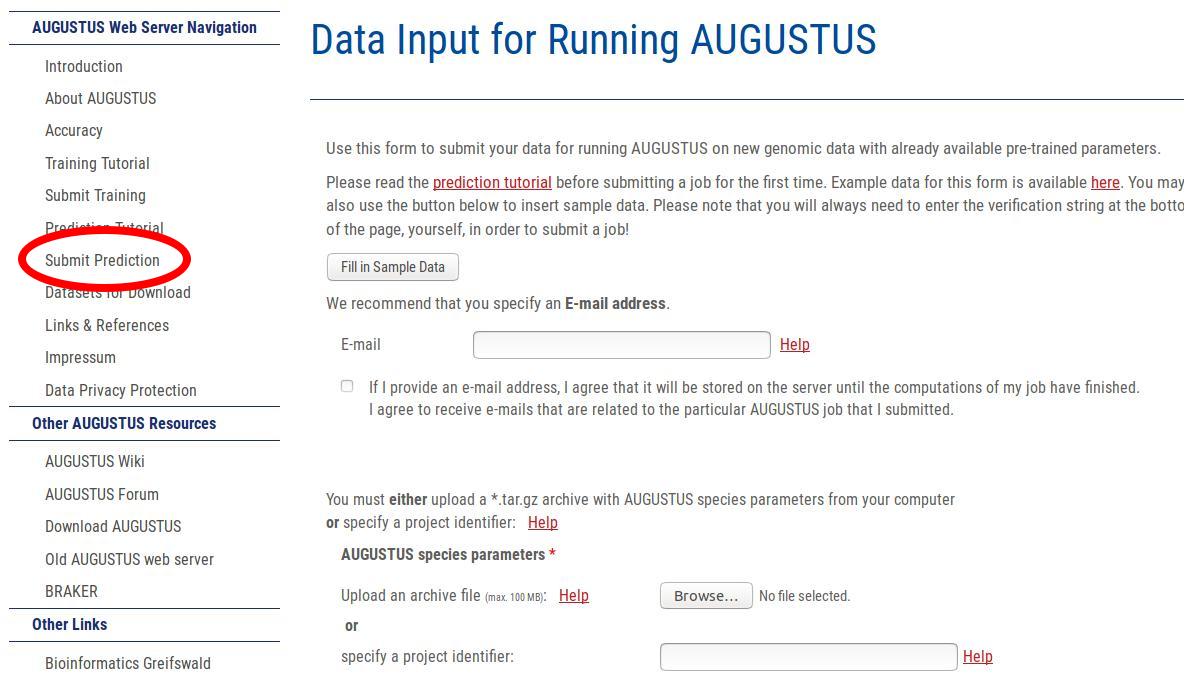 AUGUSTUS Web Server Navigation
Introduction
About AUGUSTUS
Accuracy
Training Tutorial
Submit Training
Prediction Tutorial
Submit Prediction
Datasets for Download
Links & References
Impressum
Data Privacy Protection
Other AUGUSTUS Resources
AUGUSTUS Wiki
AUGUSTUS Forum
Download AUGUSTUS
Old AUGUSTUS web server
BRAKER
Other Links
Bioinformatics Greifswald
Data Input for Running AUGUSTUS
Use this form to submit your data for running AUGUSTUS on new genomic data with already available pre-trained parameters.
Please read the prediction tutorial before submitting a job for the first time. Example data for this form is available here. You may
also use the button below to insert sample data. Please note that you will always need to enter the verification string at the botto
of the page, yourself, in order to submit a job!
Fill in Sample Data
We recommend that you specify an E-mail address.
E-mail Help
If I provide an e-mail address, I agree that it will be stored on the server until the computations of my job have finished.
I agree to receive e-mails that are related to the particular AUGUSTUS job that I submitted.
You must either upload a *.tar.gz archive with AUGUSTUS species parameters from your computer
or specify a project identifier: Help
AUGUSTUS species parameters *
Upload an archive file (max. 100 MB): Help Browse... No file selected.
or
specify a project identifier: Help